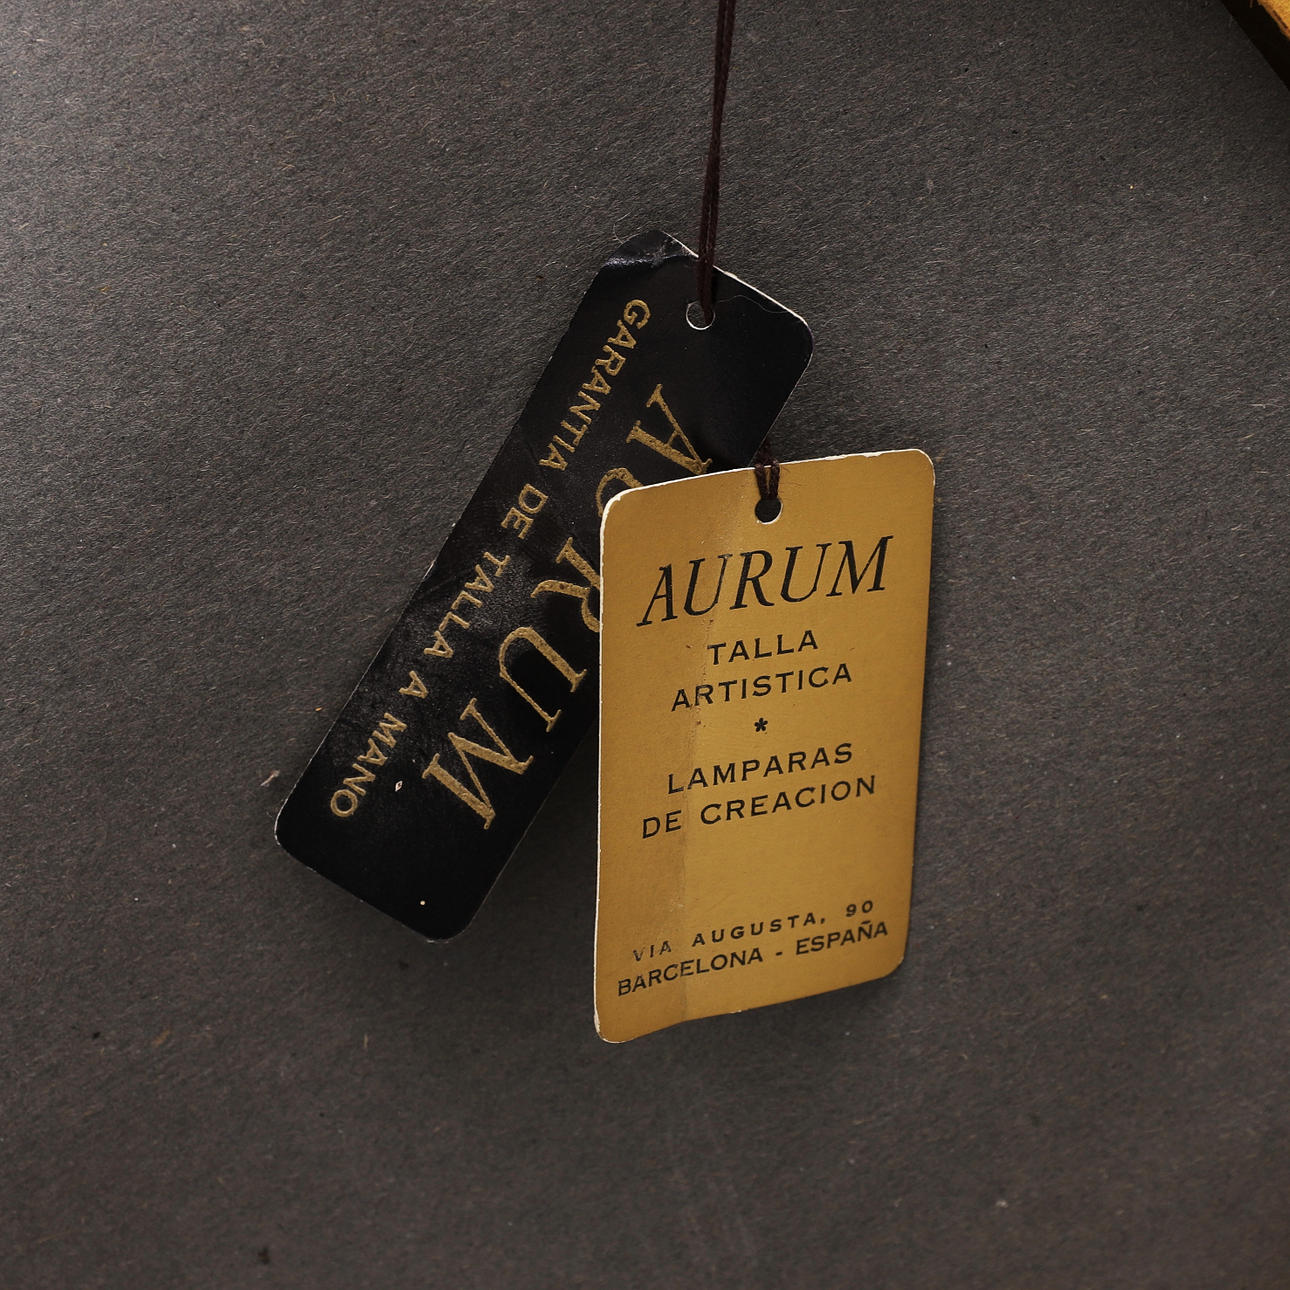 GARANTIA DE TALLA A MANO
AURUM
AURUM
TALLA
ARTISTICA
*
LAMPARAS
DE CREACION
VIA AUGUSTA, 90
BARCELONA - ESPAÑA